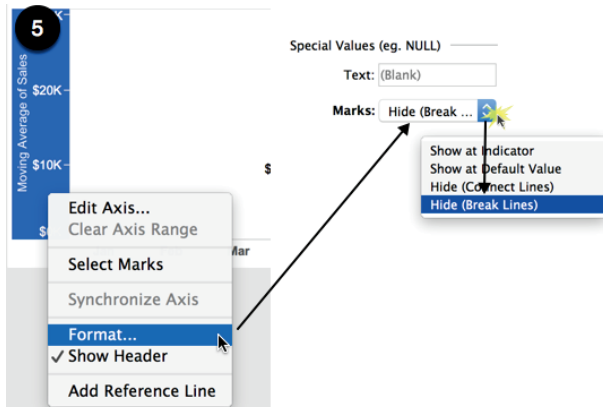 5
K
Moving Average of Sales
$20K
$10K
$
$
Mar
Edit Axis...
Clear Axis Range
Select Marks
Synchronize Axis
Format...
✓ Show Header
Add Reference Line
Special Values (eg. NULL)
Text: (Blank)
Marks: Hide (Break ...
Show at Indicator
Show at Default Value
Hide (Connect Lines)
Hide (Break Lines)